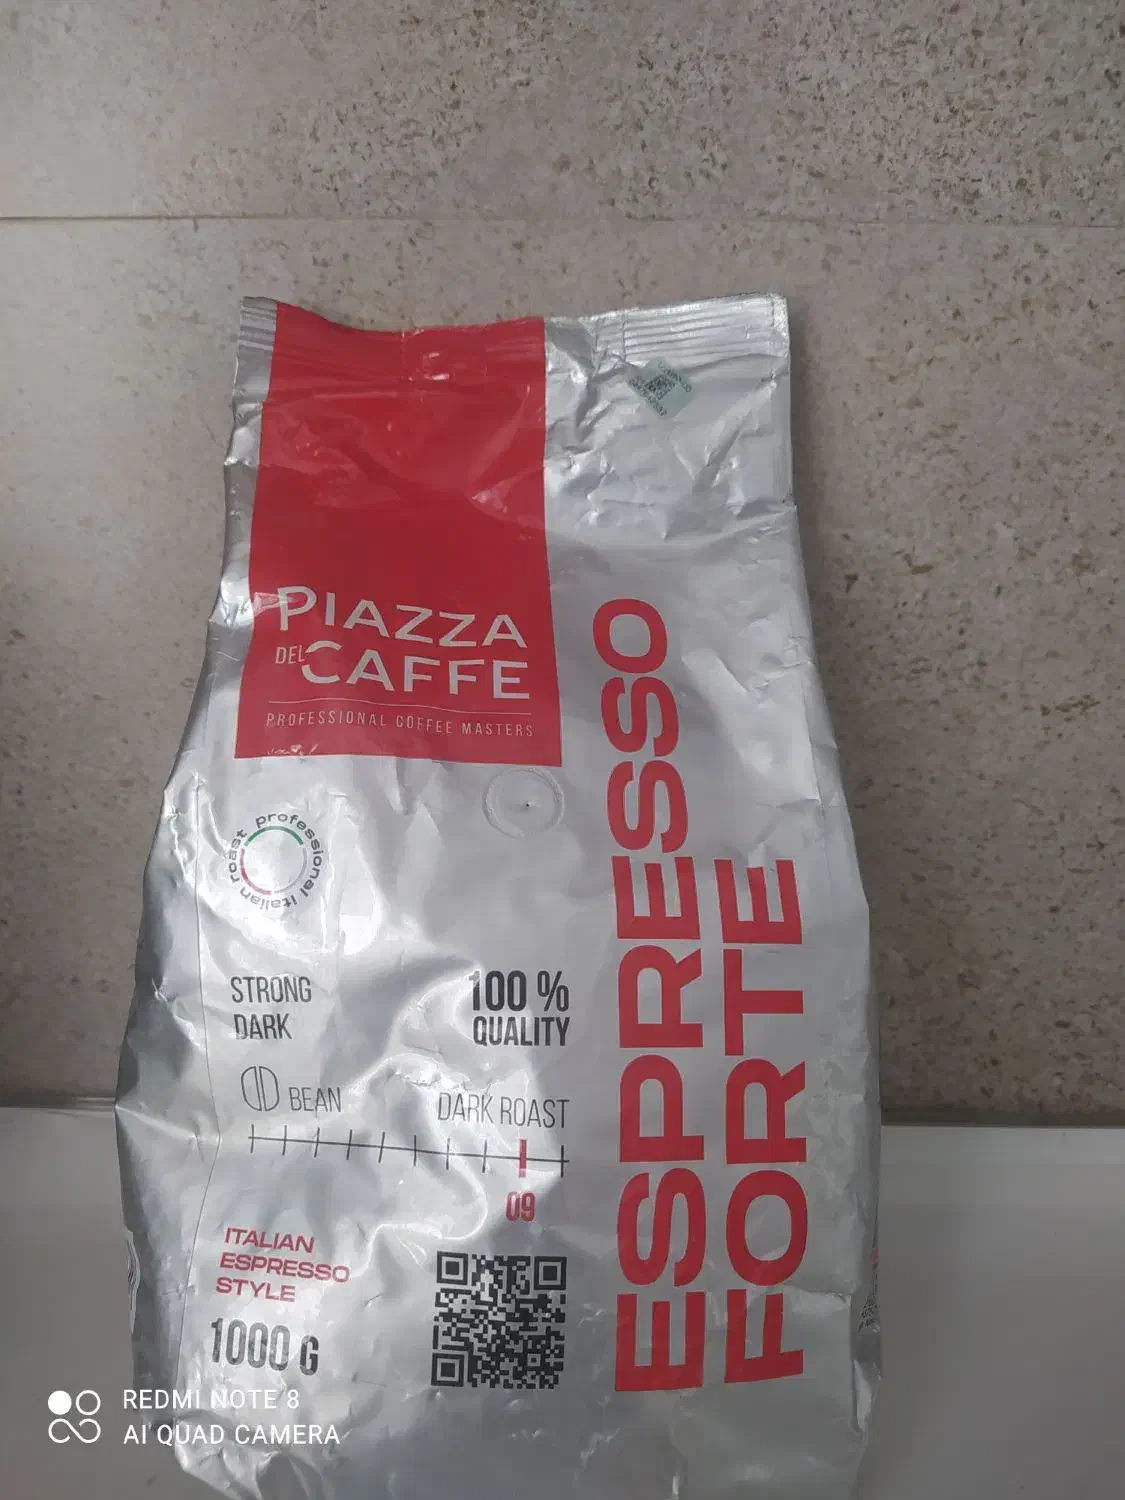 PIAZZA
DEL CAFFE
PROFESSIONAL COFFEE MASTERS
professional Italian roast
STRONG
DARK
100 %
QUALITY
BEAN
DARK ROAST
09
ITALIAN
ESPRESSO
STYLE
1000 G
ESPRESSO
FORTE
REDMI NOTE 8
AI QUAD CAMERA